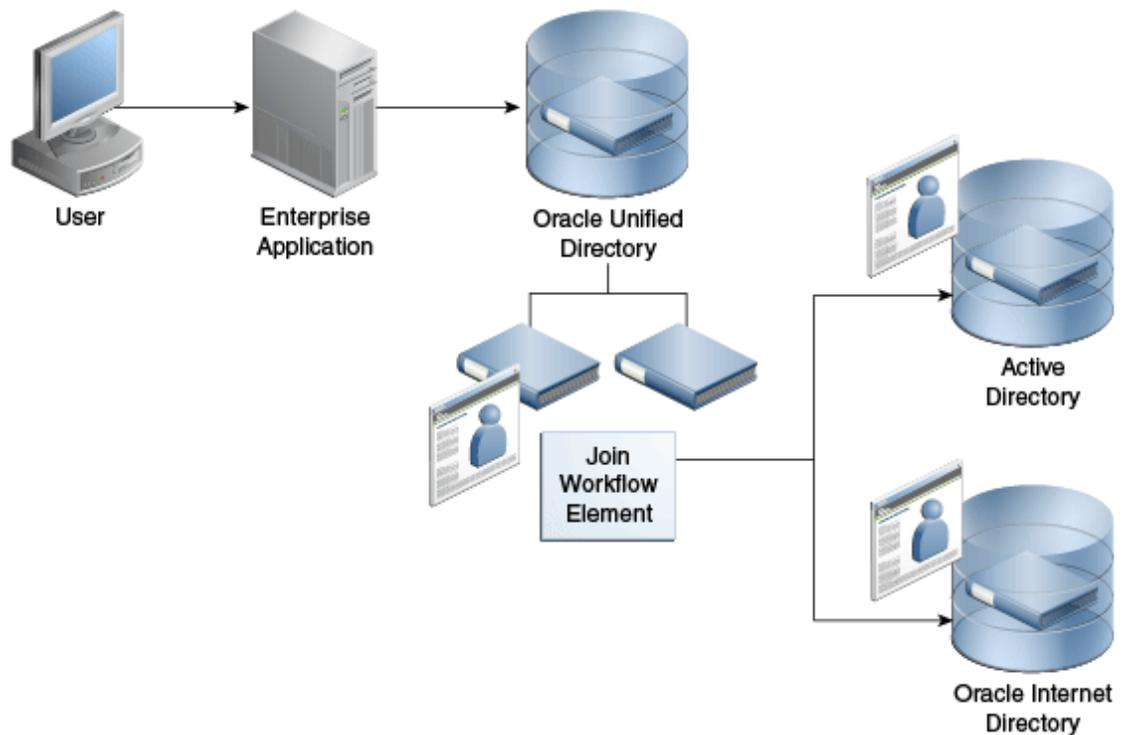 User
Enterprise
Application
Oracle Unified
Directory
Join
Workflow
Element
Active
Directory
Oracle Internet
Directory